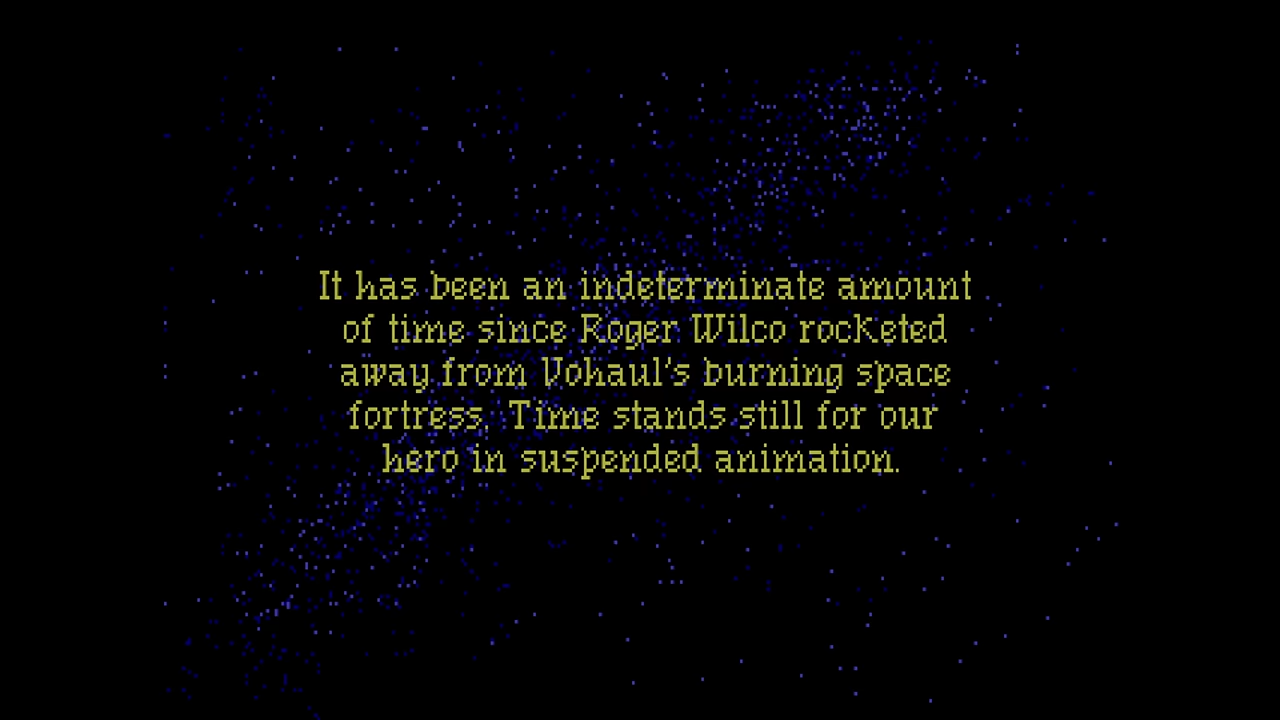 It has been an indeterminate amount
of time since Roger Wilco rocketed
away from Vohaul's burning space
fortress. Time stands still for our
hero in suspended animation.